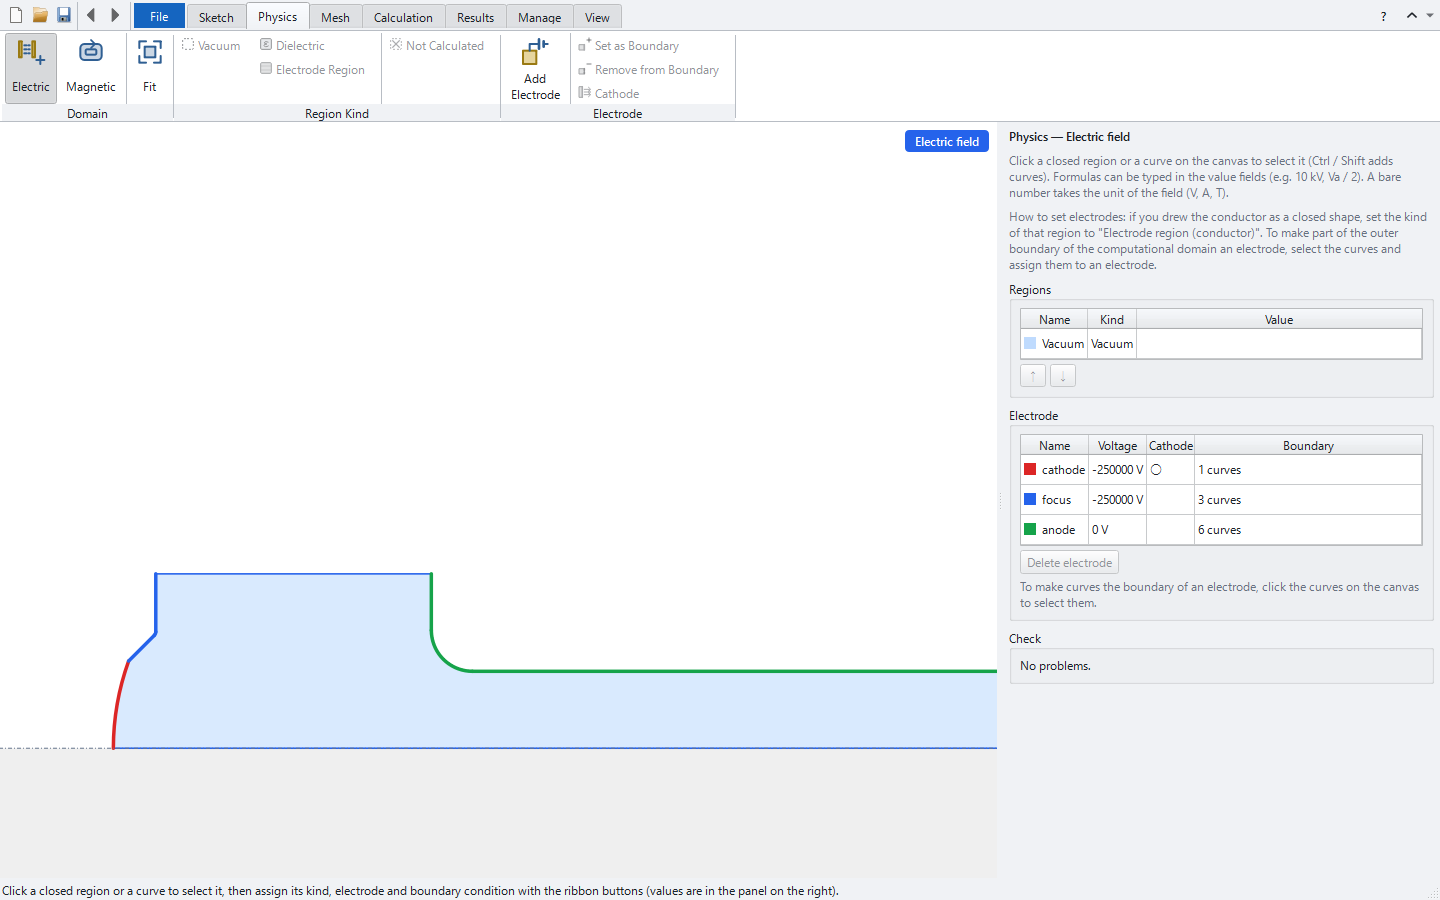 File
Sketch
Physics
Mesh
Calculation
Results
Manage
View
?
Electric
Magnetic
Domain
Fit
Vacuum
Dielectric
Electrode Region
Not Calculated
Region Kind
Add
Electrode
Set as Boundary
Remove from Boundary
Cathode
Electrode
Electric field
Physics — Electric field
Click a closed region or a curve on the canvas to select it (Ctrl / Shift adds
curves). Formulas can be typed in the value fields (e.g. 10 kV, Va / 2). A bare
number takes the unit of the field (V, A, T).
How to set electrodes: if you drew the conductor as a closed shape, set the kind
of that region to "Electrode region (conductor)". To make part of the outer
boundary of the computational domain an electrode, select the curves and
assign them to an electrode.
Regions
Name Kind Value
Vacuum Vacuum
↑ ↓
Electrode
Name Voltage Cathode Boundary
cathode -250000 V 1 curves
focus -250000 V 3 curves
anode 0 V 6 curves
Delete electrode
To make curves the boundary of an electrode, click the curves on the canvas
to select them.
Check
No problems.
Click a closed region or a curve to select it, then assign its kind, electrode and boundary condition with the ribbon buttons (values are in the panel on the right).